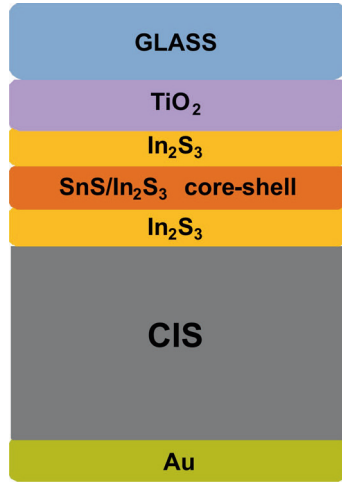 GLASS
TiO₂
In₂S₃
SnS/In₂S₃ core-shell
In₂S₃
CIS
Au